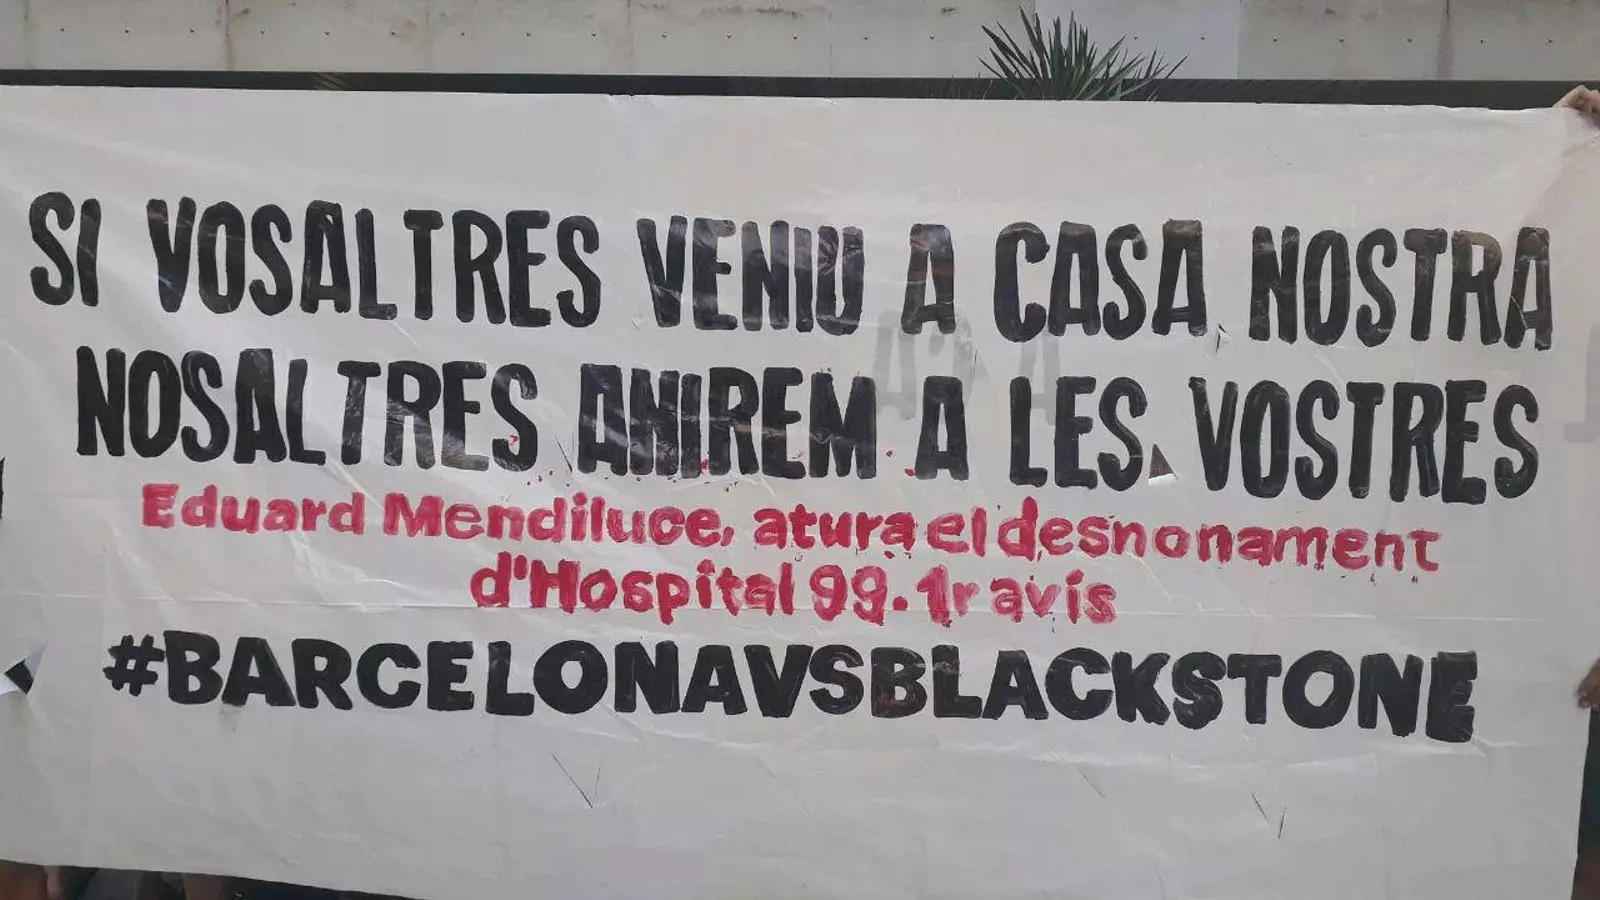 SI VOSALTRES VENIU A CASA NOSTRA
NOSALTRES ANIREM A LES VOSTRES
Eduard Mendiluce, atura el desnonament
d'Hospital 99. 1r avís
#BARCELONAVSBLACKSTONE